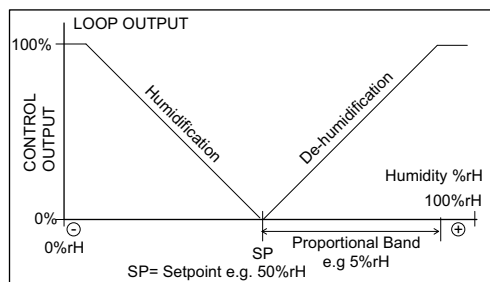 LOOP OUTPUT
100%
CONTROL
OUTPUT
Humidification
De-humidification
Humidity %rH
100%rH
0%
0%rH
⊖
SP
Proportional Band
e.g 5%rH
⊕
SP= Setpoint e.g. 50%rH